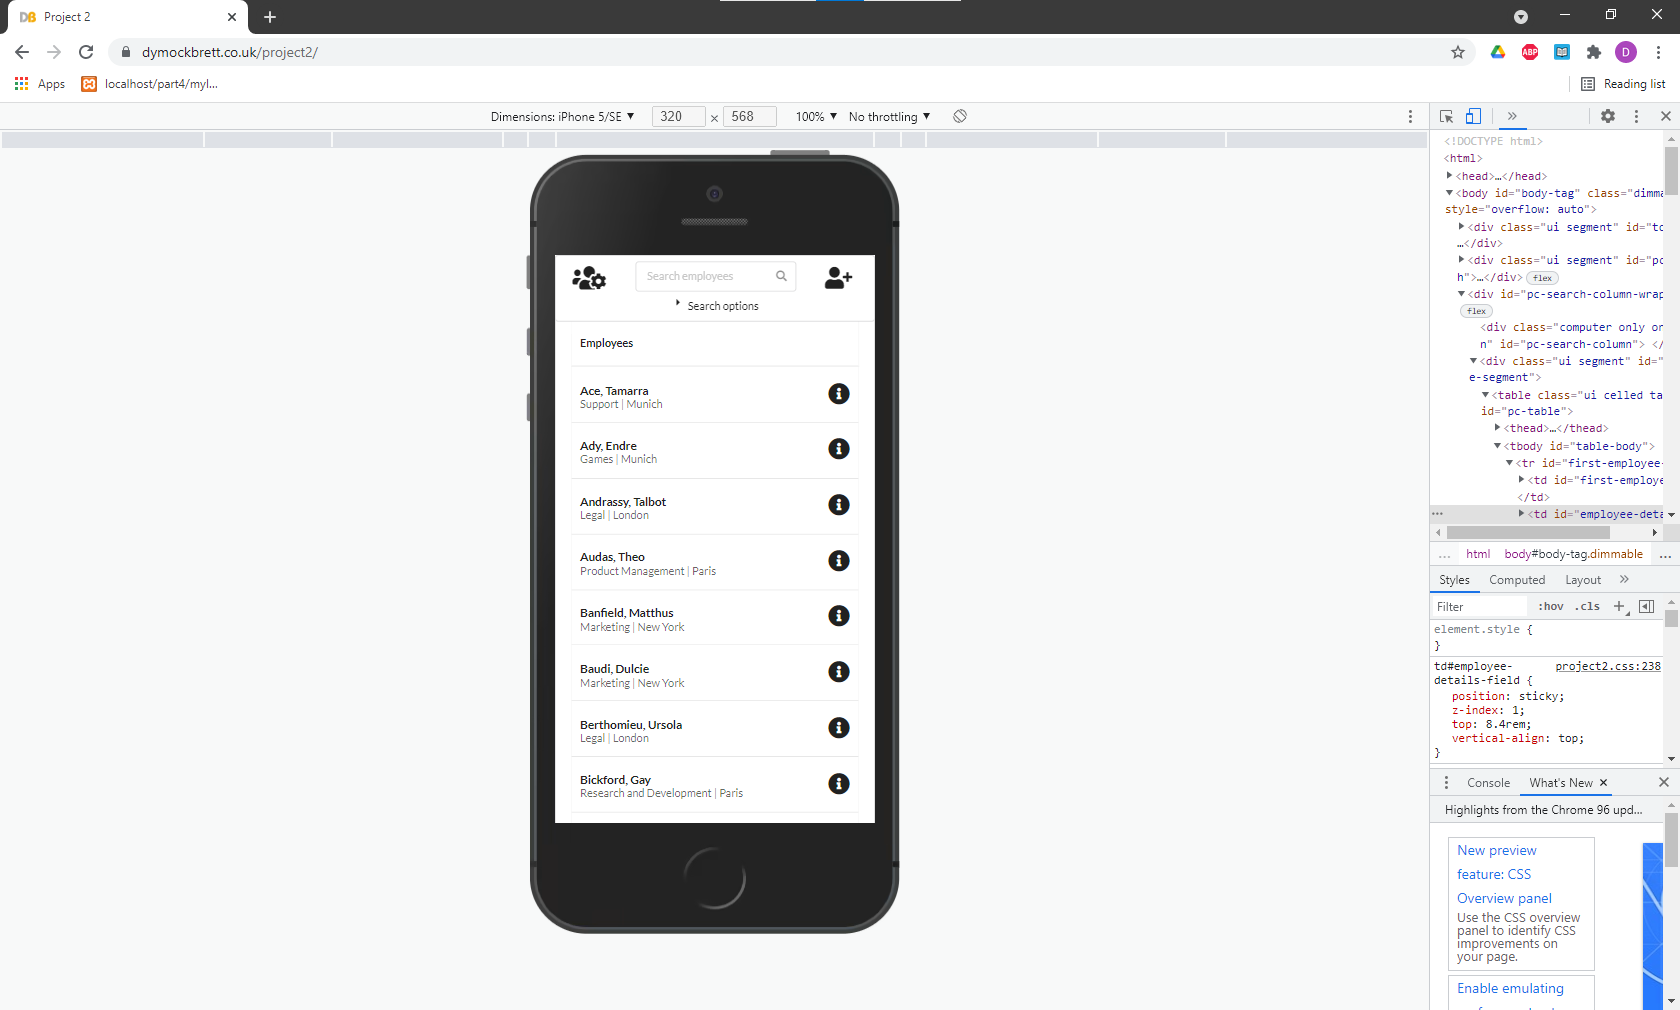 DB Project 2
dymockbrett.co.uk/project2/
ABP
D
Apps
localhost/part4/myl...
Reading list
Dimensions: iPhone 5/SE
320 × 568
100%
No throttling
Search employees
Search options
Employees
Ace, Tamarra
Support | Munich
Ady, Endre
Games | Munich
Andrassy, Talbot
Legal | London
Audas, Theo
Product Management | Paris
Banfield, Matthus
Marketing | New York
Baudi, Dulcie
Marketing | New York
Berthomieu, Ursola
Legal | London
Bickford, Gay
Research and Development | Paris
<!DOCTYPE html>
<html>
<head>…</head>
<body id="body-tag" class="dimma
style="overflow: auto">
<div class="ui segment" id="to
…</div>
<div class="ui segment" id="pc
h">…</div> flex
<div id="pc-search-column-wrap
flex
<div class="computer only on
n" id="pc-search-column"> </
<div class="ui segment" id="
e-segment">
<table class="ui celled ta
id="pc-table">
<thead>…</thead>
<tbody id="table-body">
<tr id="first-employee-
<td id="first-employe
</td>
<td id="employee-deta
... html body#body-tag.dimmable ...
Styles Computed Layout
Filter :hov .cls
element.style {
}
td#employee- project2.css:238
details-field {
position: sticky;
z-index: 1;
top: 8.4rem;
vertical-align: top;
}
Console What's New
Highlights from the Chrome 96 upd...
New preview
feature: CSS
Overview panel
Use the CSS overview
panel to identify CSS
improvements on
your page.
Enable emulating